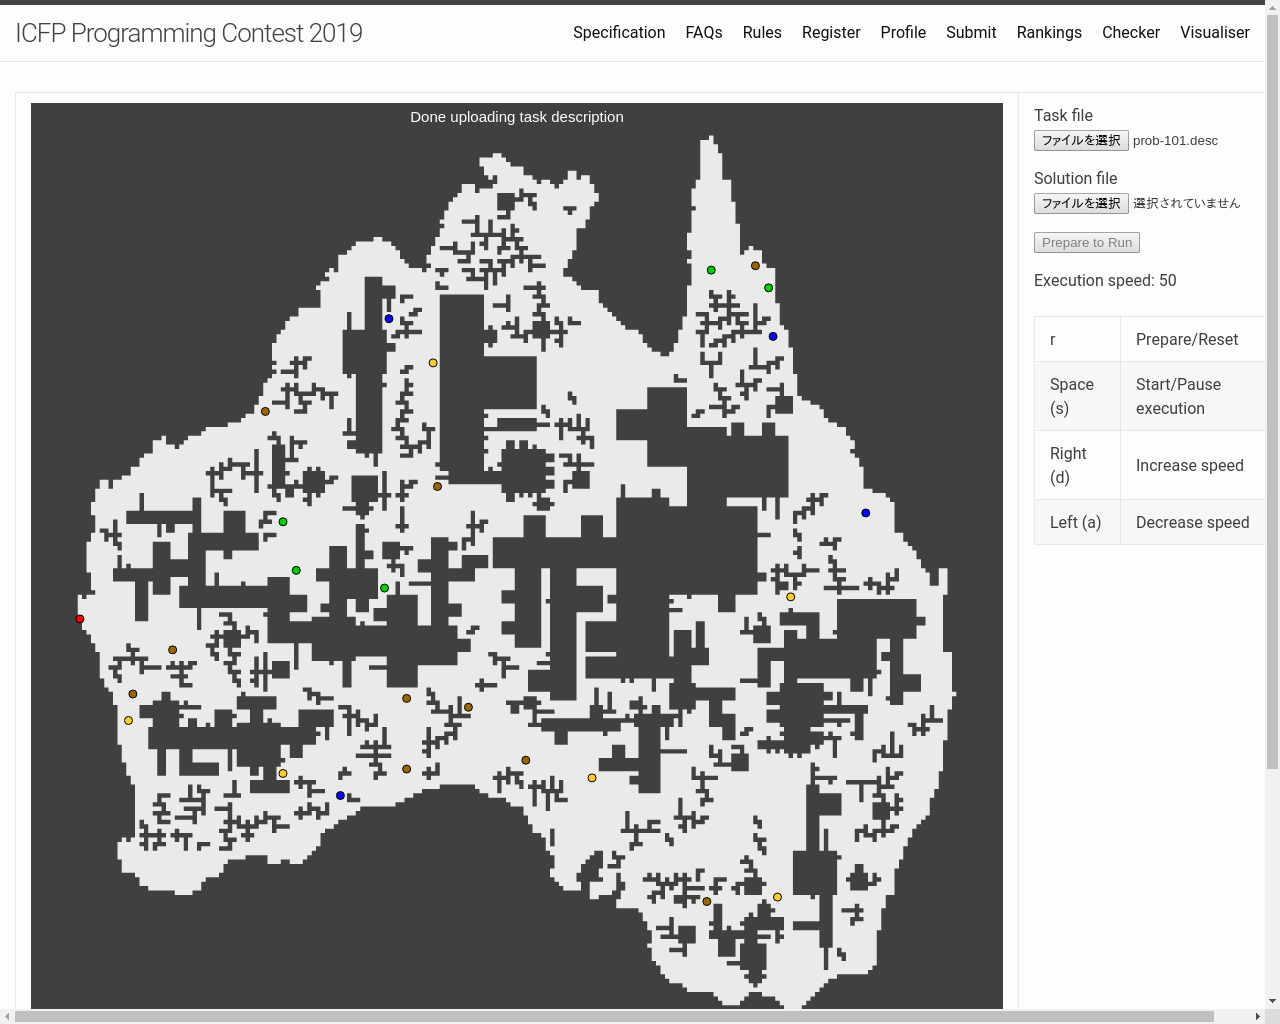 ICFP Programming Contest 2019
Specification FAQs Rules Register Profile Submit Rankings Checker Visualiser
Done uploading task description
Task file
ファイルを選択 prob-101.desc
Solution file
ファイルを選択 選択されていません
Prepare to Run
Execution speed: 50
r Prepare/Reset
Space (s) Start/Pause execution
Right (d) Increase speed
Left (a) Decrease speed